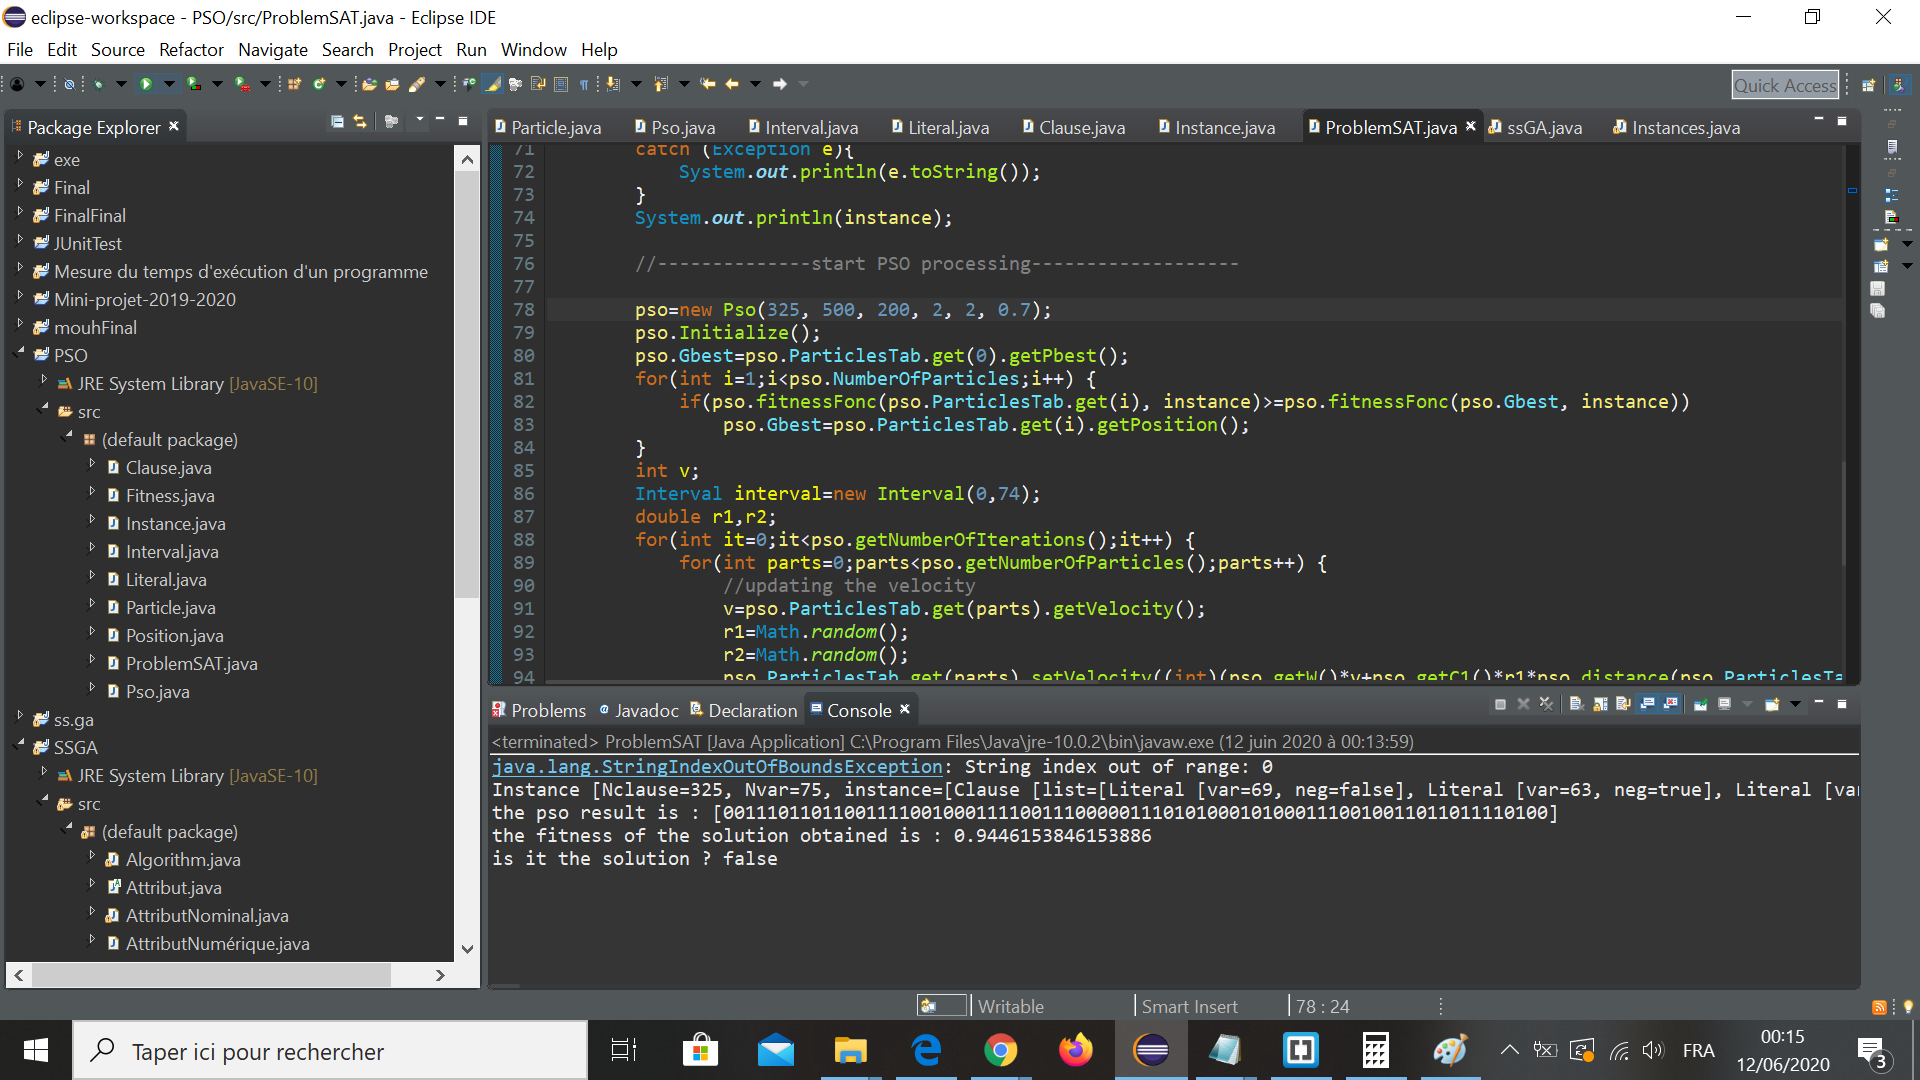 eclipse-workspace - PSO/src/ProblemSAT.java - Eclipse IDE
File Edit Source Refactor Navigate Search Project Run Window Help
Quick Access
Package Explorer
exe
Final
FinalFinal
JUnitTest
Mesure du temps d'exécution d'un programme
Mini-projet-2019-2020
mouhFinal
PSO
JRE System Library [JavaSE-10]
src
(default package)
Clause.java
Fitness.java
Instance.java
Interval.java
Literal.java
Particle.java
Position.java
ProblemSAT.java
Pso.java
ss.ga
SSGA
JRE System Library [JavaSE-10]
src
(default package)
Algorithm.java
Attribut.java
AttributNominal.java
AttributNumérique.java
Particle.java Pso.java Interval.java Literal.java Clause.java Instance.java ProblemSAT.java ssGA.java Instances.java
71 catch (Exception e){
72 System.out.println(e.toString());
73 }
74 System.out.println(instance);
75
76 //--------------start PSO processing-------------------
77
78 pso=new Pso(325, 500, 200, 2, 2, 0.7);
79 pso.Initialize();
80 pso.Gbest=pso.ParticlesTab.get(0).getPbest();
81 for(int i=1;i<pso.NumberOfParticles;i++) {
82 if(pso.fitnessFonc(pso.ParticlesTab.get(i), instance)>=pso.fitnessFonc(pso.Gbest, instance))
83 pso.Gbest=pso.ParticlesTab.get(i).getPosition();
84 }
85 int v;
86 Interval interval=new Interval(0,74);
87 double r1,r2;
88 for(int it=0;it<pso.getNumberOfIterations();it++) {
89 for(int parts=0;parts<pso.getNumberOfParticles();parts++) {
90 //updating the velocity
91 v=pso.ParticlesTab.get(parts).getVelocity();
92 r1=Math.random();
93 r2=Math.random();
94 pso.ParticlesTab.get(parts).setVelocity((int)(pso.getW()*v+pso.getC1()*r1*pso.distance(pso.ParticlesTa
Problems Javadoc Declaration Console
<terminated> ProblemSAT [Java Application] C:\Program Files\Java\jre-10.0.2\bin\javaw.exe (12 juin 2020 à 00:13:59)
java.lang.StringIndexOutOfBoundsException: String index out of range: 0
Instance [Nclause=325, Nvar=75, instance=[Clause [list=[Literal [var=69, neg=false], Literal [var=63, neg=true], Literal [va
the pso result is : [001110110110011110010001111001110000011101010001010001110010011011011110100]
the fitness of the solution obtained is : 0.9446153846153886
is it the solution ? false
Writable Smart Insert 78 : 24
Taper ici pour rechercher
FRA
00:15
12/06/2020
3